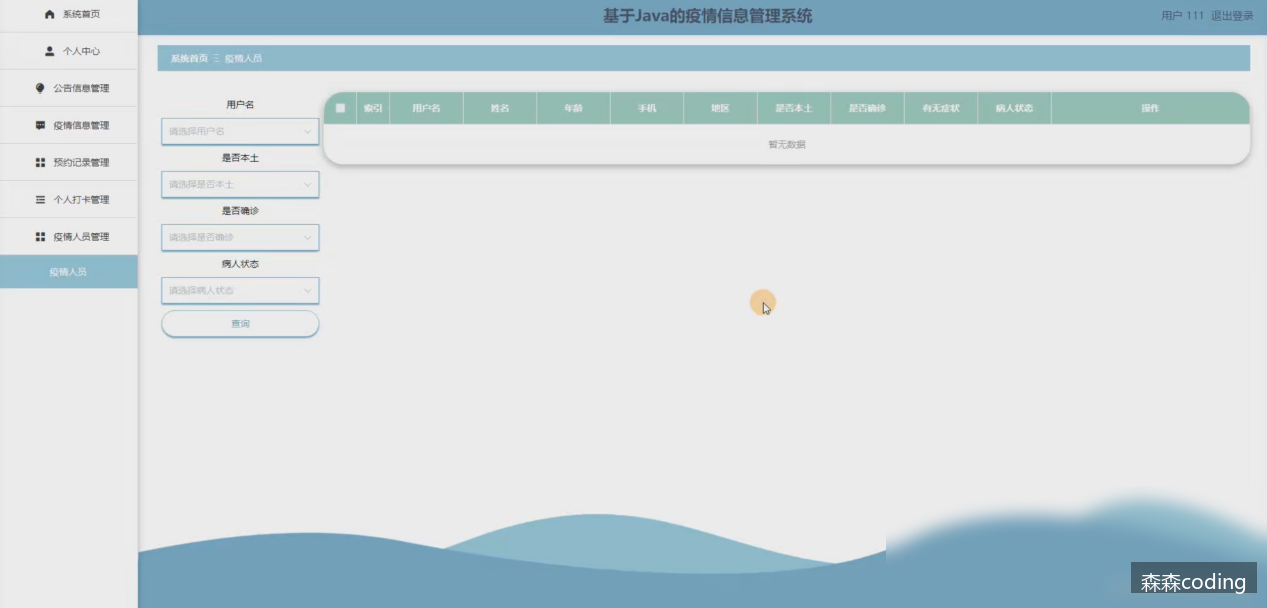 系统首页
个人中心
公告信息管理
疫情信息管理
预约记录管理
个人打卡管理
疫情人员管理
疫情人员
基于Java的疫情信息管理系统
用户 111 退出登录
系统首页 疫情人员
用户名
请选择用户名
是否本土
请选择是否本土
是否确诊
请选择是否确诊
病人状态
请选择病人状态
查询
索引 用户名 姓名 年龄 手机 地区 是否本土 是否确诊 有无症状 病人状态 操作
暂无数据
森森coding